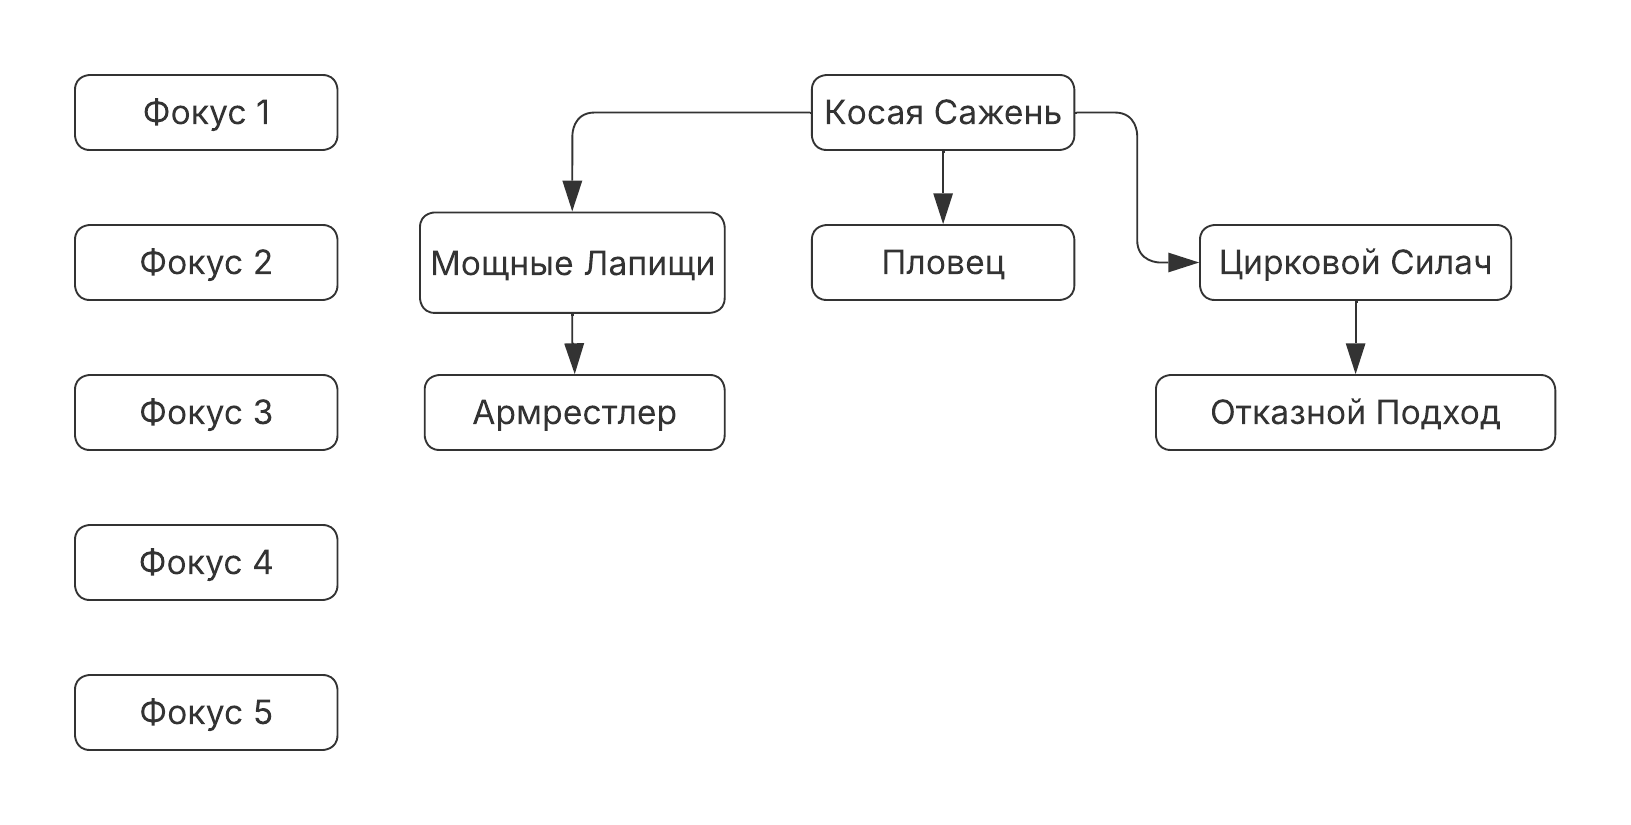 Фокус 1
Косая Сажень
Фокус 2
Мощные Лапищи
Пловец
Цирковой Силач
Фокус 3
Армрестлер
Отказной Подход
Фокус 4
Фокус 5